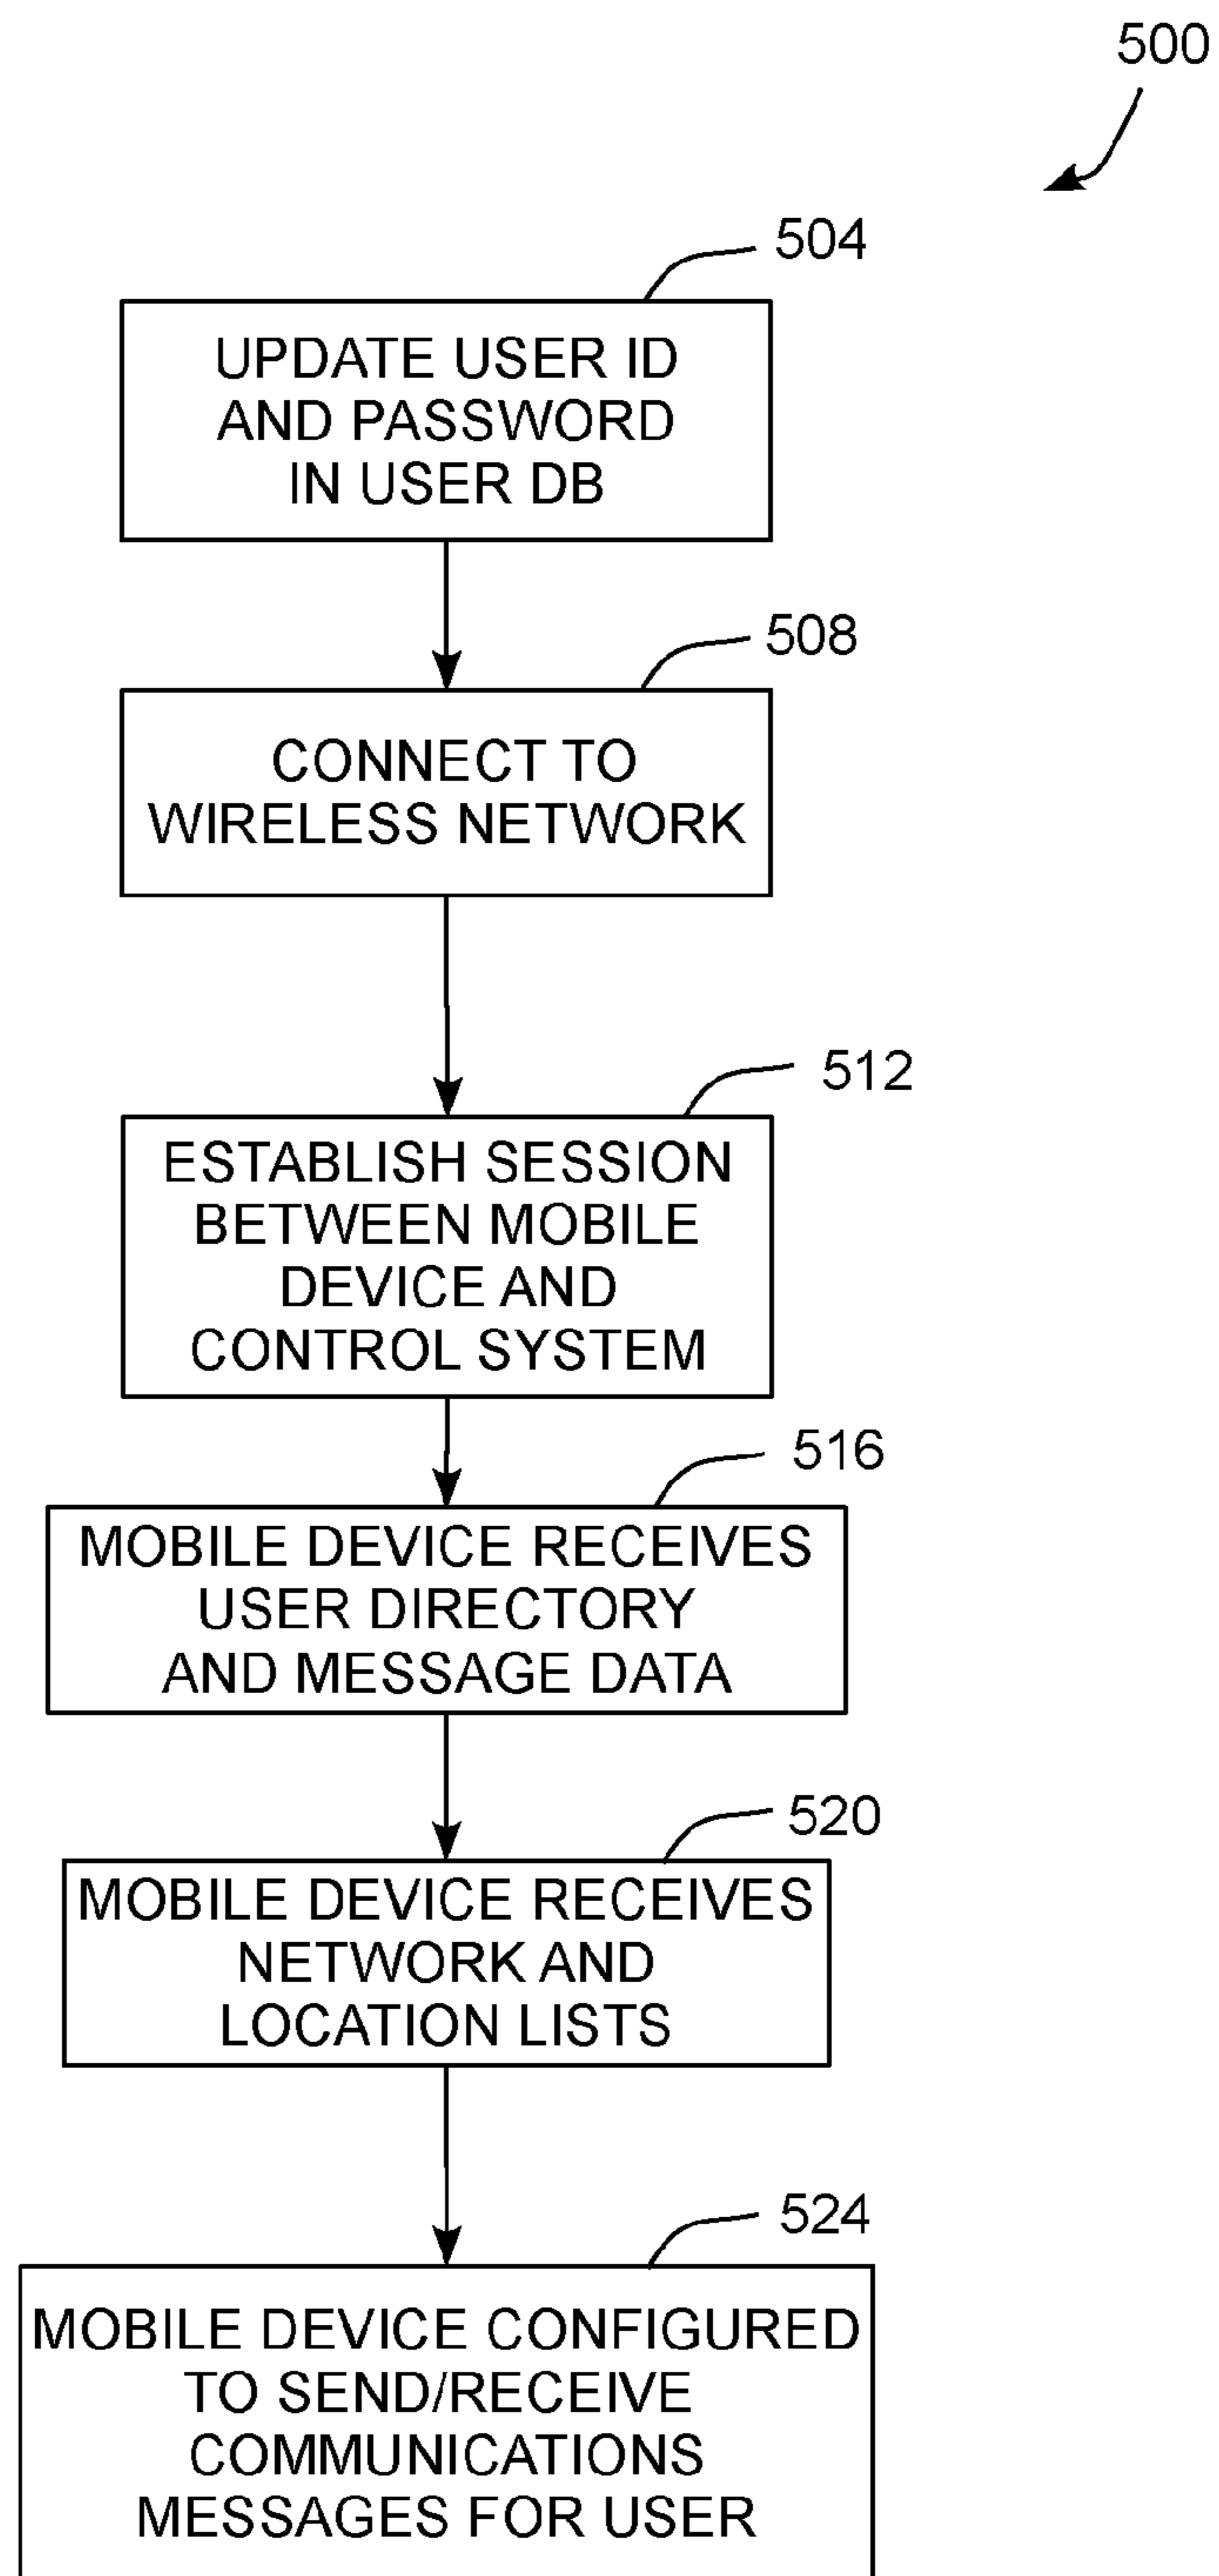 500
504
UPDATE USER ID
AND PASSWORD
IN USER DB
508
CONNECT TO
WIRELESS NETWORK
512
ESTABLISH SESSION
BETWEEN MOBILE
DEVICE AND
CONTROL SYSTEM
516
MOBILE DEVICE RECEIVES
USER DIRECTORY
AND MESSAGE DATA
520
MOBILE DEVICE RECEIVES
NETWORK AND
LOCATION LISTS
524
MOBILE DEVICE CONFIGURED
TO SEND/RECEIVE
COMMUNICATIONS
MESSAGES FOR USER